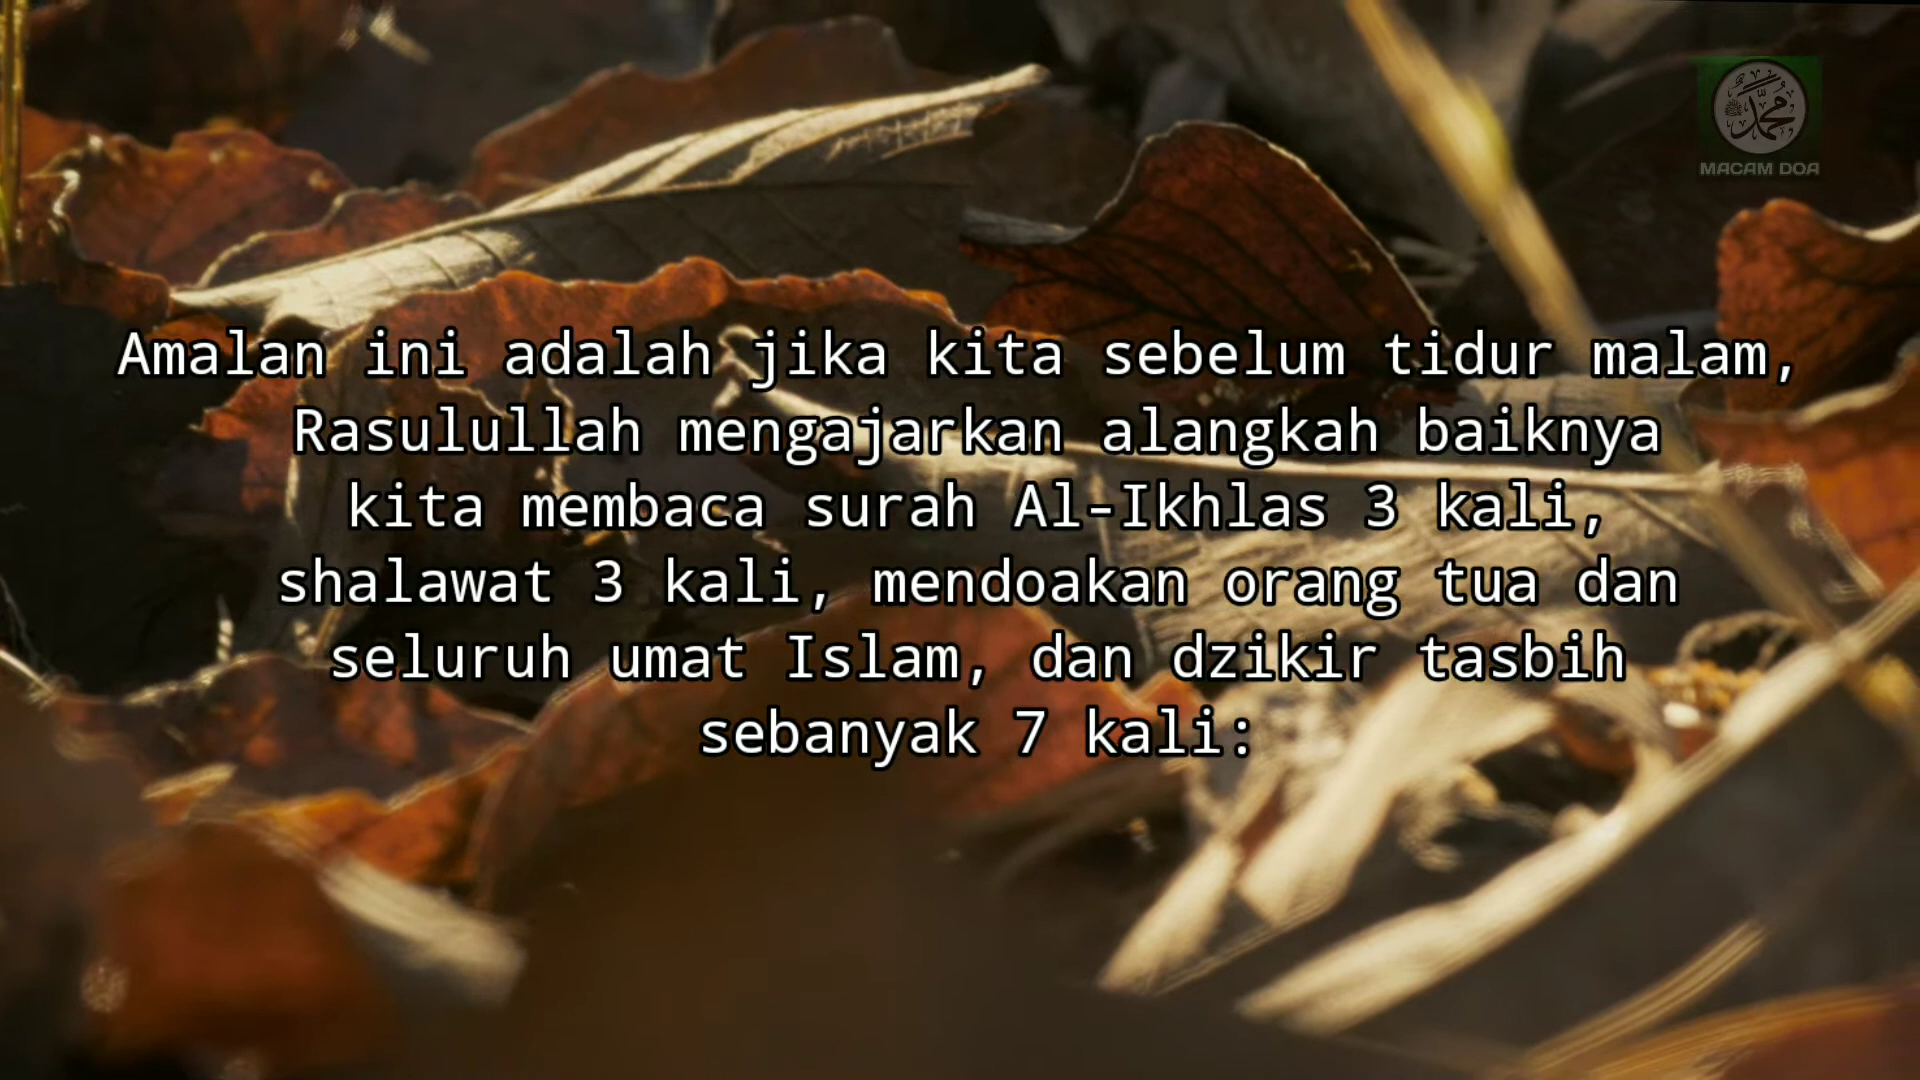 محمد
MACAM DOA
Amalan ini adalah jika kita sebelum tidur malam,
Rasulullah mengajarkan alangkah baiknya
kita membaca surah Al-Ikhlas 3 kali,
shalawat 3 kali, mendoakan orang tua dan
seluruh umat Islam, dan dzikir tasbih
sebanyak 7 kali: